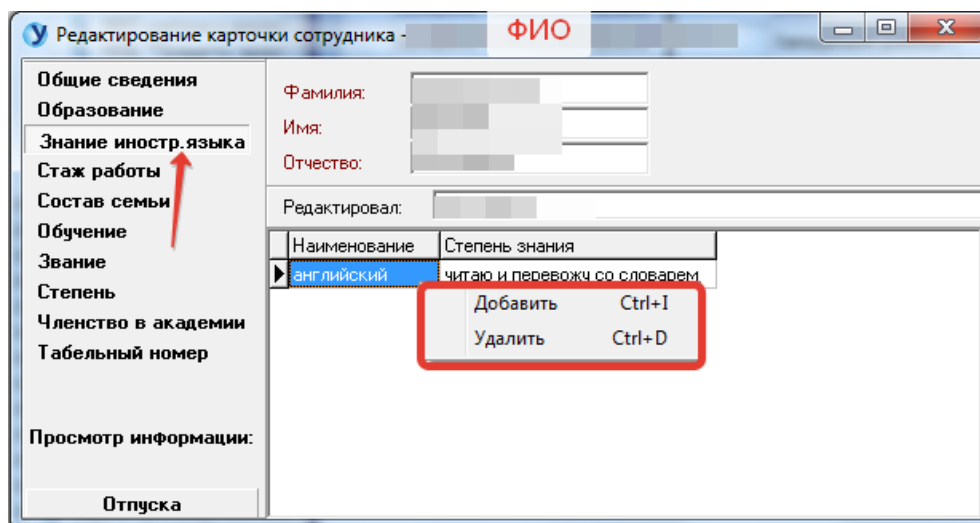 Редактирование карточки сотрудника -
ФИО
Общие сведения
Образование
Знание иностр.языка
Стаж работы
Состав семьи
Обучение
Звание
Степень
Членство в академии
Табельный номер
Просмотр информации:
Отпуска
Фамилия:
Имя:
Отчество:
Редактировал:
Наименование Степень знания
английский читаю и перевожу со словарем
Добавить Ctrl+I
Удалить Ctrl+D